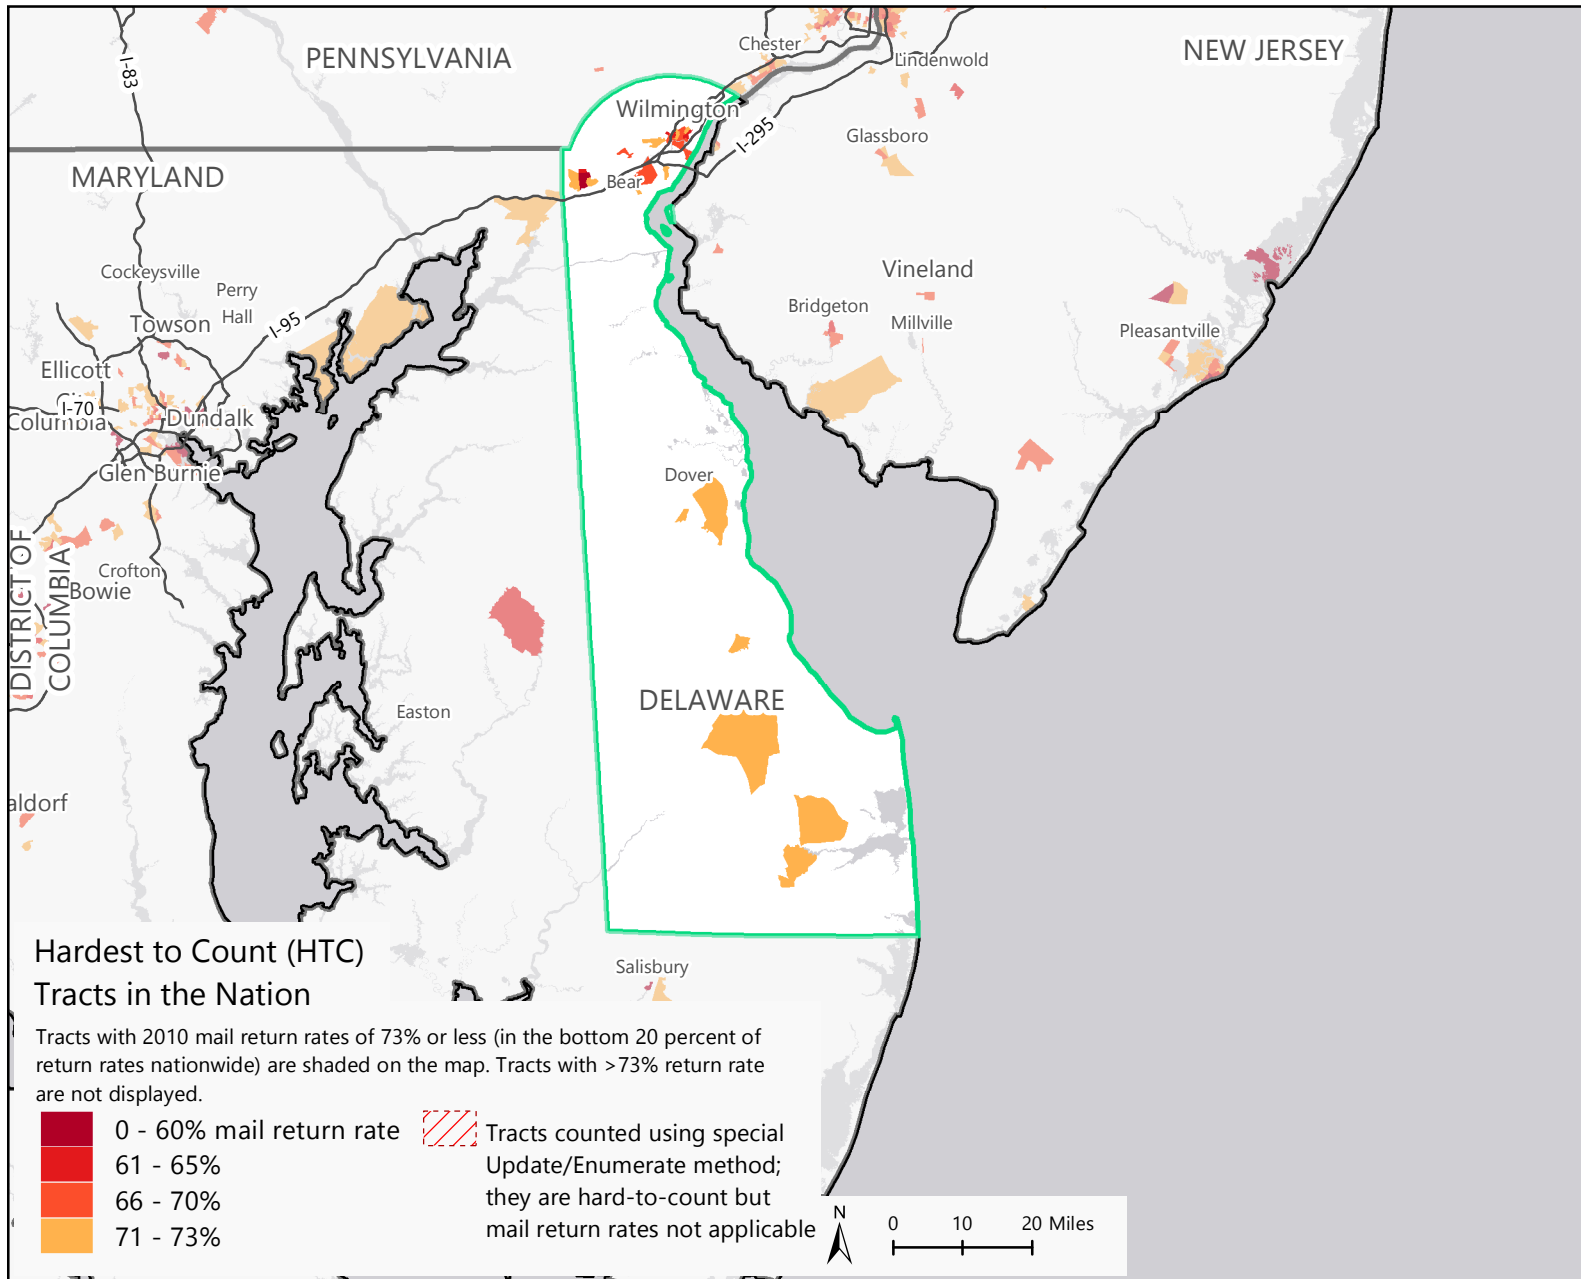 PENNSYLVANIA
NEW JERSEY
Chester
Lindenwold
I-83
Wilmington
I-295
Glassboro
MARYLAND
Bear
Cockeysville
Perry
Hall
Vineland
Bridgeton
Millville
Towson
I-95
Pleasantville
Ellicott
City
I-70
Columbia
Dundalk
Glen Burnie
Dover
DISTRICT OF
COLUMBIA
Crofton
Bowie
DELAWARE
Easton
aldorf
Salisbury
Hardest to Count (HTC)
Tracts in the Nation
Tracts with 2010 mail return rates of 73% or less (in the bottom 20 percent of
return rates nationwide) are shaded on the map. Tracts with >73% return rate
are not displayed.
0 - 60% mail return rate
61 - 65%
66 - 70%
71 - 73%
Tracts counted using special
Update/Enumerate method;
they are hard-to-count but
mail return rates not applicable
N
0 10 20 Miles